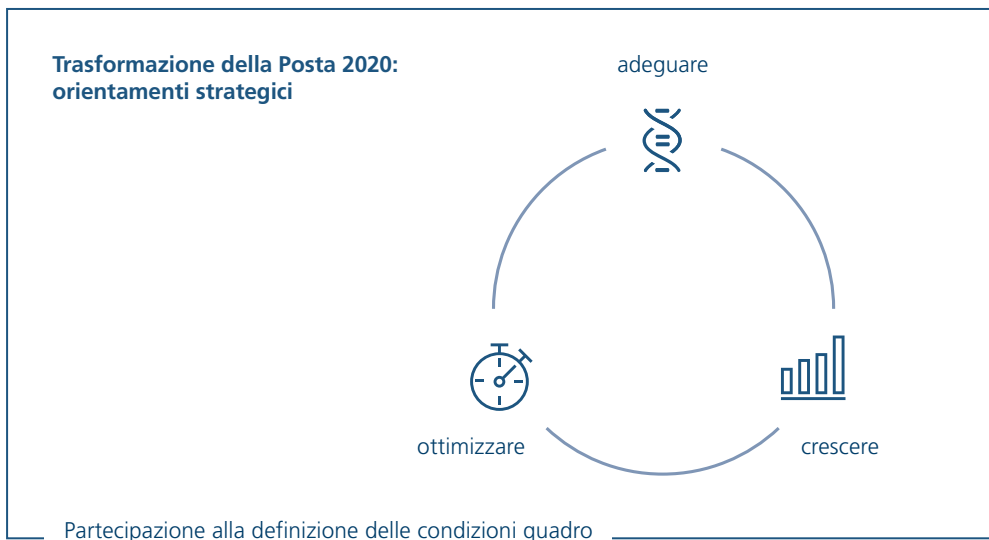 Trasformazione della Posta 2020:
orientamenti strategici
adeguare
ottimizzare
crescere
Partecipazione alla definizione delle condizioni quadro